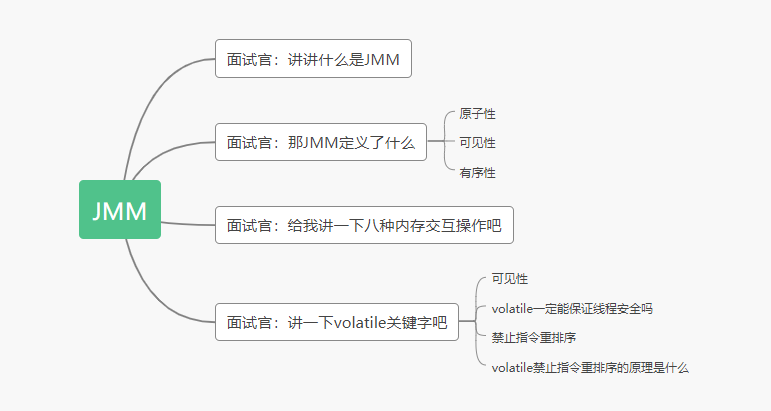 JMM
面试官：讲讲什么是JMM
面试官：那JMM定义了什么
原子性
可见性
有序性
面试官：给我讲一下八种内存交互操作吧
面试官：讲一下volatile关键字吧
可见性
volatile一定能保证线程安全吗
禁止指令重排序
volatile禁止指令重排序的原理是什么